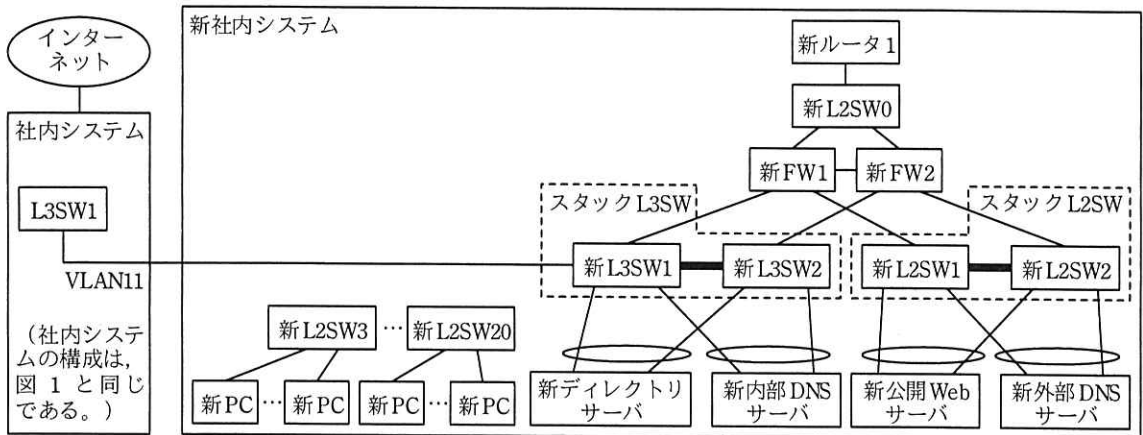 インター
ネット
社内システム
L3SW1
VLAN11
（社内システ
ムの構成は，
図 1 と同じ
である。）
新社内システム
新ルータ1
新L2SW0
新FW1
新FW2
スタックL3SW
スタックL2SW
新L3SW1
新L3SW2
新L2SW1
新L2SW2
新L2SW3
…
新L2SW20
新PC
…
新PC
新PC
…
新PC
新ディレクトリ
サーバ
新内部DNS
サーバ
新公開Web
サーバ
新外部DNS
サーバ